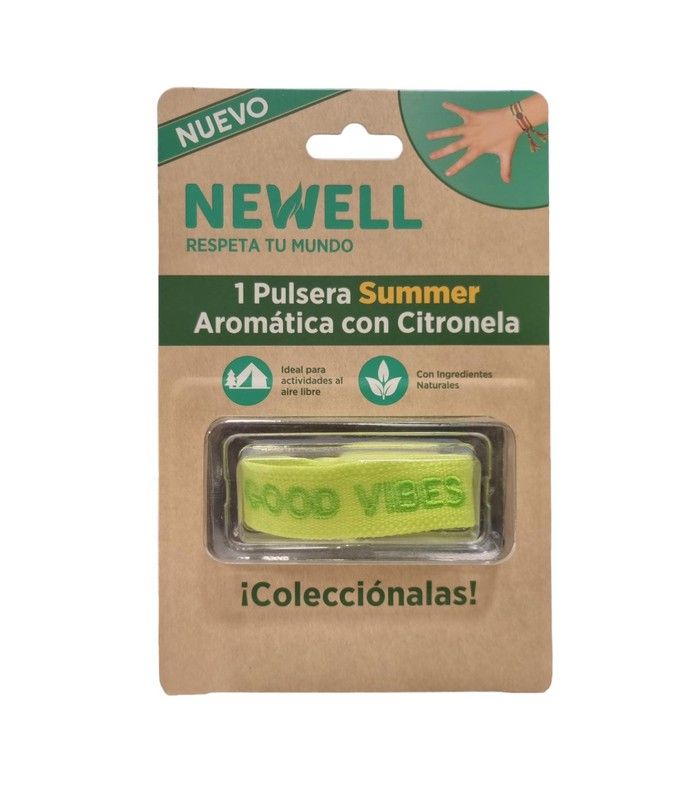 NUEVO
NEWELL
RESPETA TU MUNDO
1 Pulsera Summer
Aromática con Citronela
Ideal para
actividades al
aire libre
Con Ingredientes
Naturales
GOOD VIBES
¡Colecciónalas!